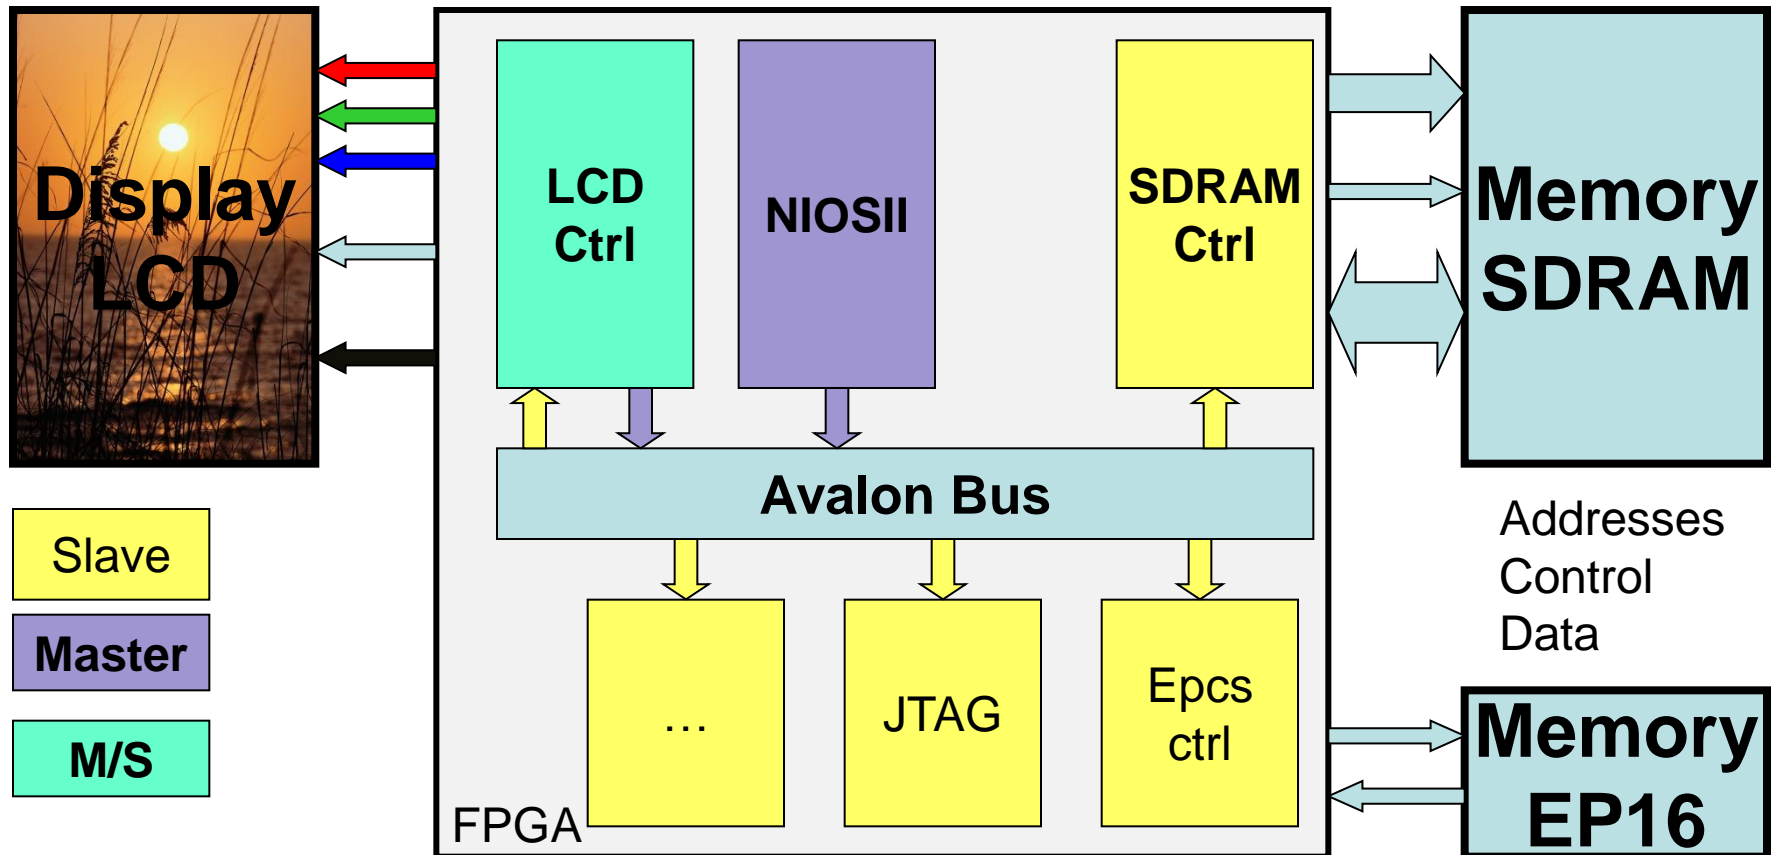 Display
LCD
LCD
Ctrl
NIOSII
SDRAM
Ctrl
Memory
SDRAM
Avalon Bus
Slave
Master
M/S
…
JTAG
Epcs
ctrl
FPGA
Addresses
Control
Data
Memory
EP16